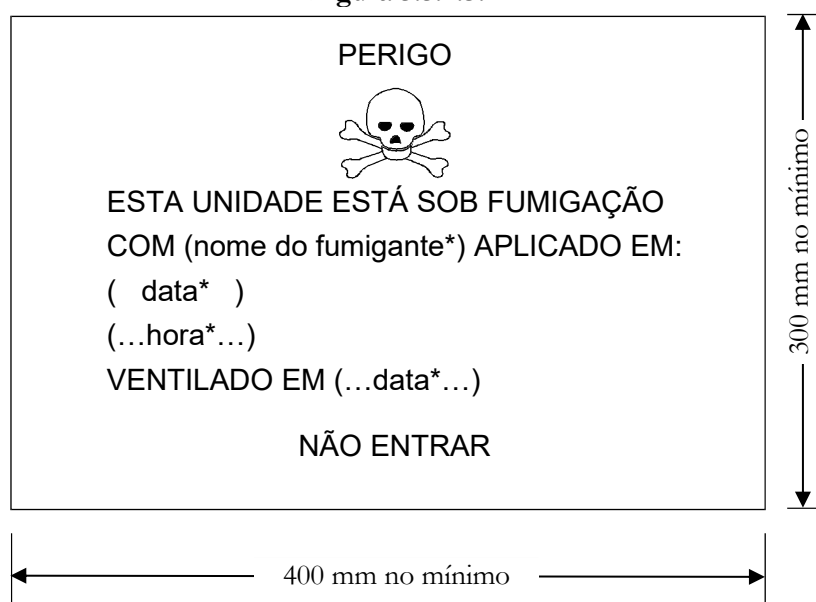 PERIGO
ESTA UNIDADE ESTÁ SOB FUMIGAÇÃO
COM (nome do fumigante*) APLICADO EM:
( data* )
(…hora*…)
VENTILADO EM (…data*…)
NÃO ENTRAR
300 mm no mínimo
400 mm no mínimo